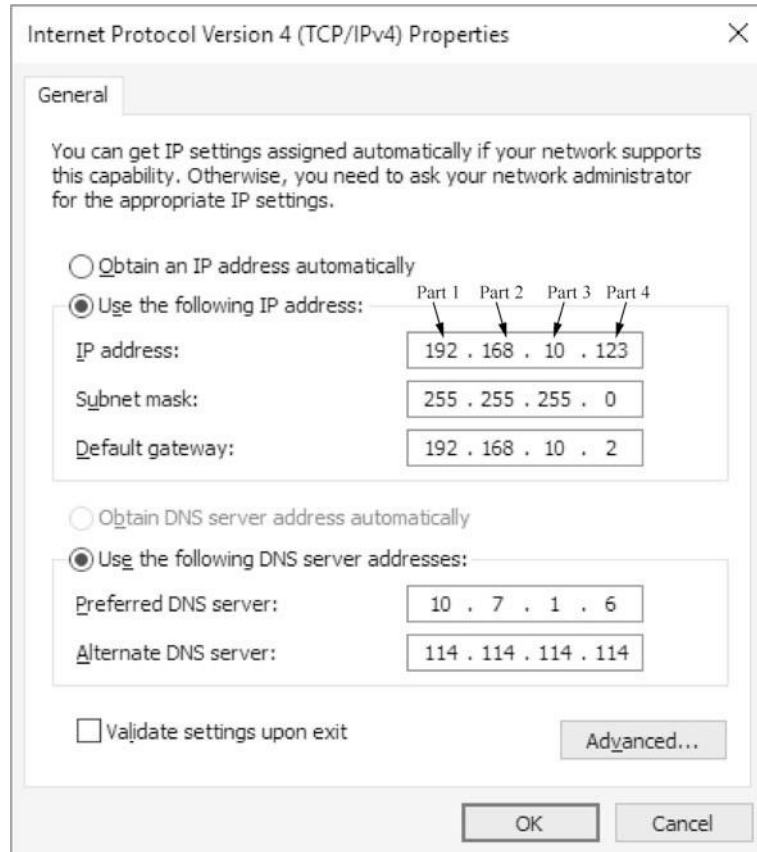 Internet Protocol Version 4 (TCP/IPv4) Properties
General
You can get IP settings assigned automatically if your network supports
this capability. Otherwise, you need to ask your network administrator
for the appropriate IP settings.
Obtain an IP address automatically
Part 1 Part 2 Part 3 Part 4
Use the following IP address:
IP address: 192 . 168 . 10 . 123
Subnet mask: 255 . 255 . 255 . 0
Default gateway: 192 . 168 . 10 . 2
Obtain DNS server address automatically
Use the following DNS server addresses:
Preferred DNS server: 10 . 7 . 1 . 6
Alternate DNS server: 114 . 114 . 114 . 114
Validate settings upon exit
Advanced...
OK Cancel